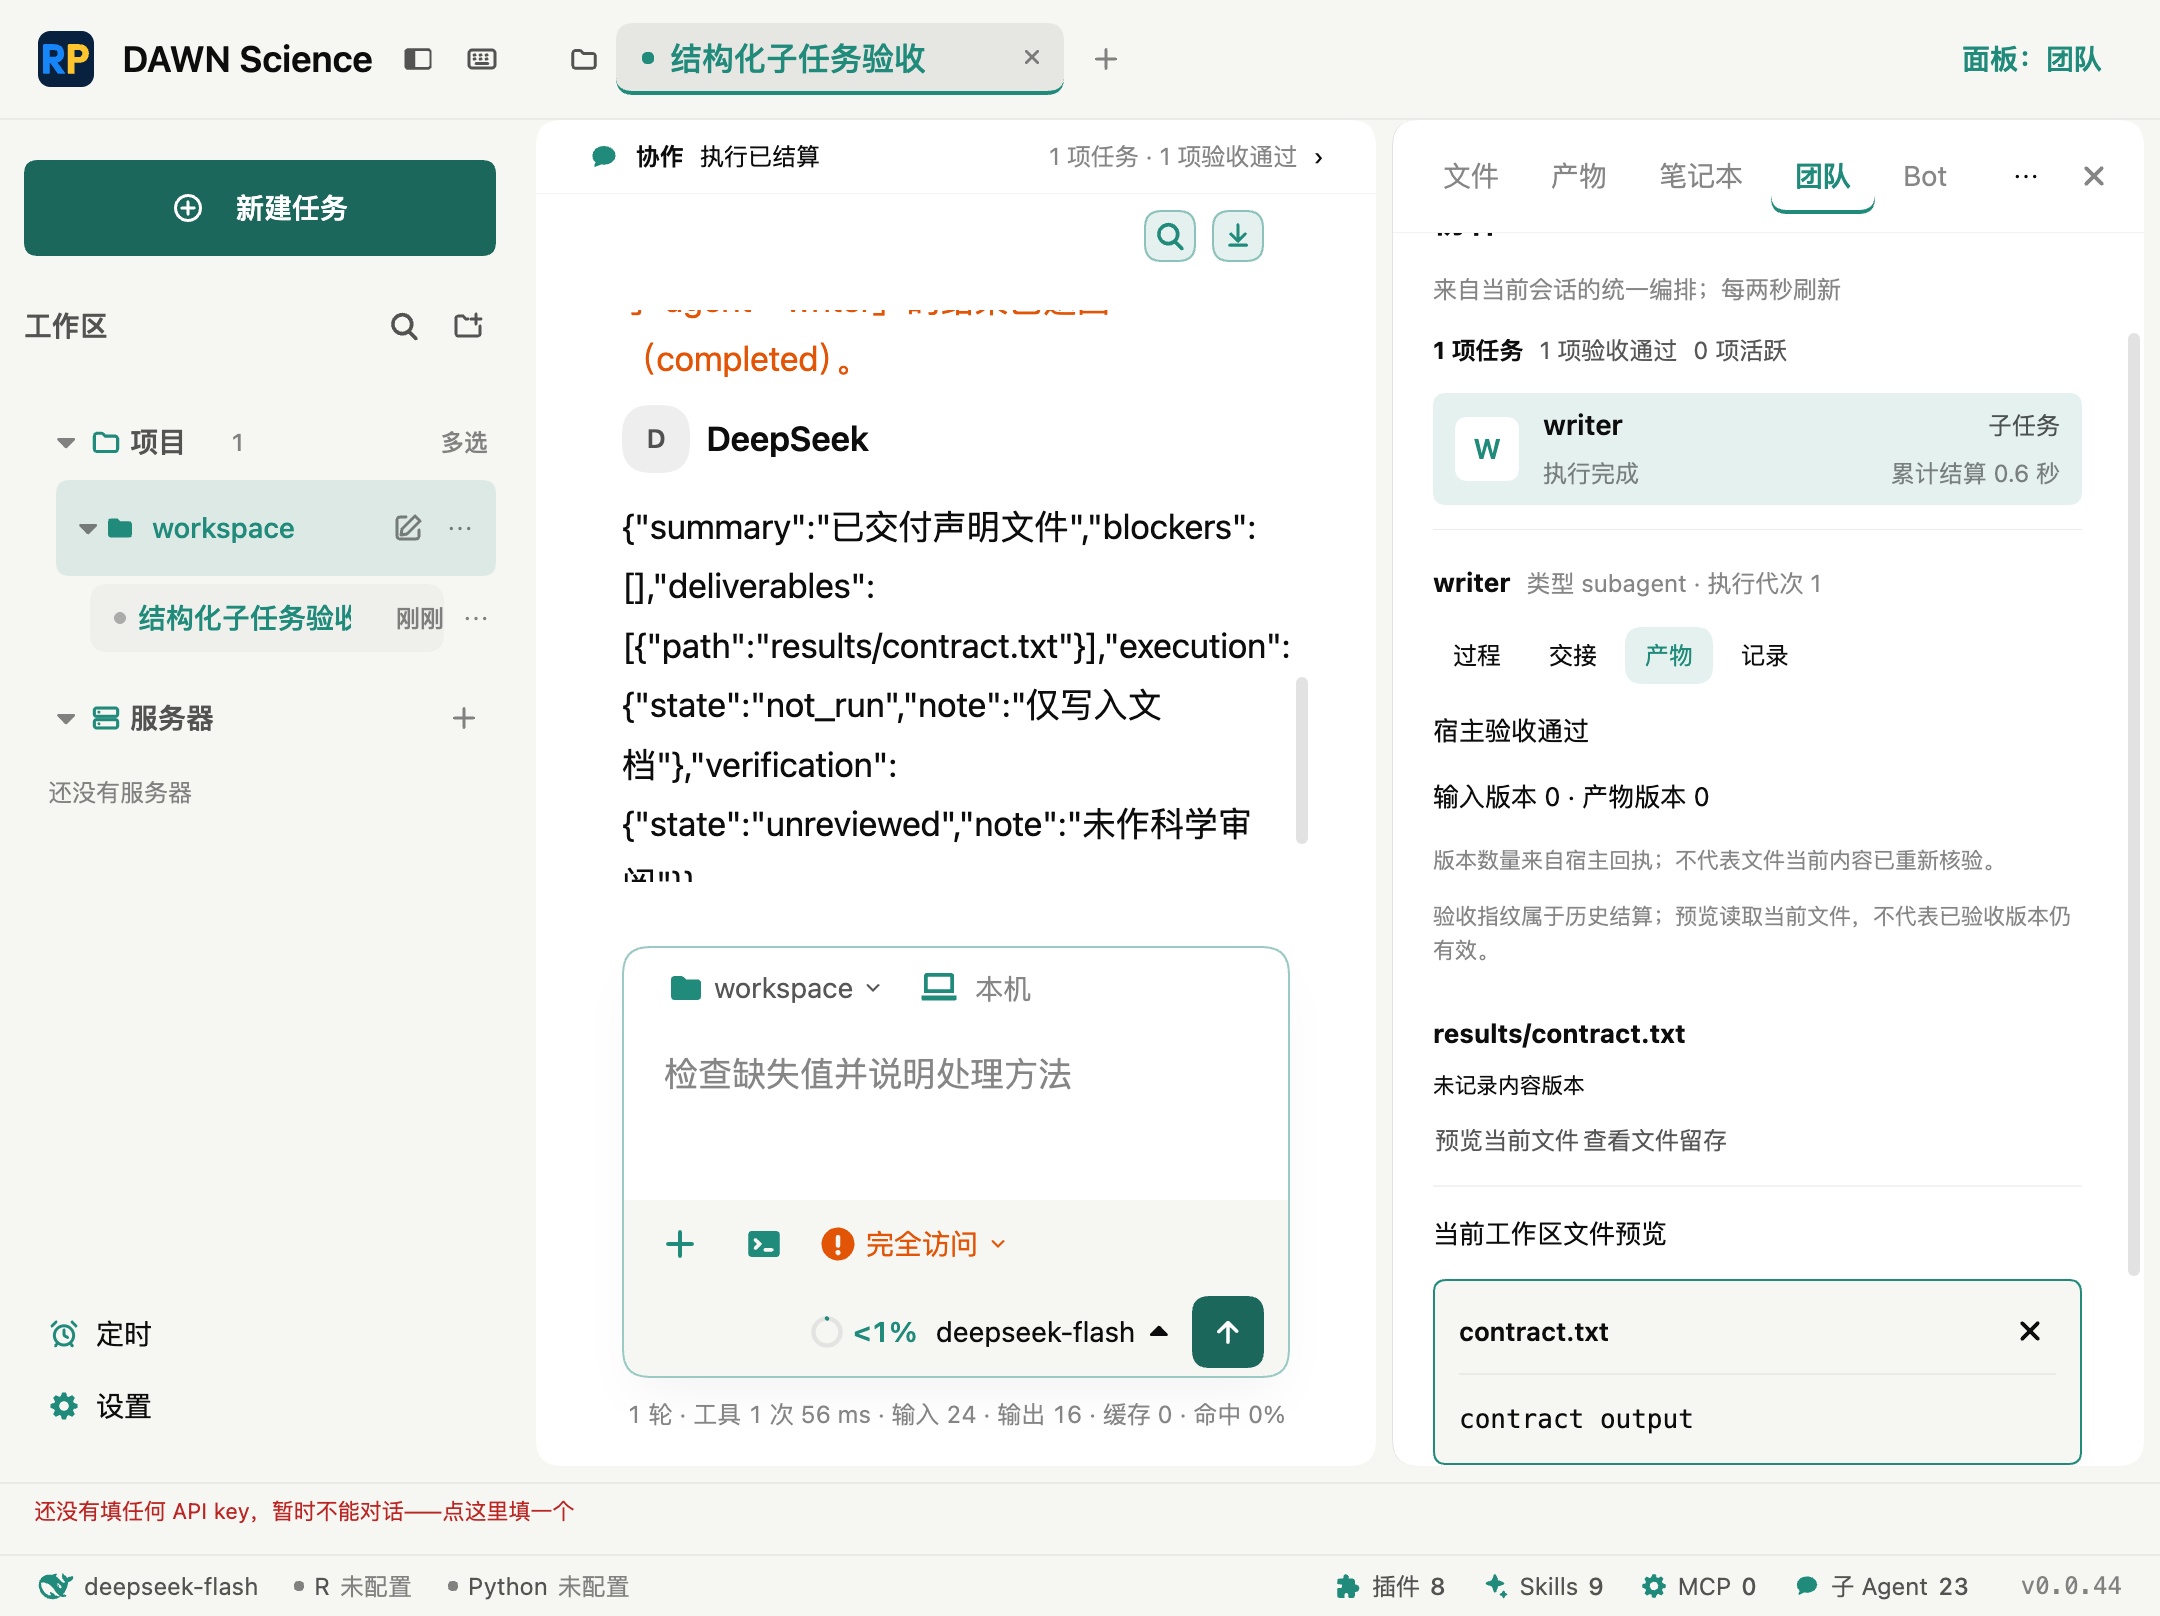 RP DAWN Science
结构化子任务验收
面板：团队
新建任务
工作区
项目 1 多选
workspace
结构化子任务验收 刚刚
服务器
还没有服务器
定时
设置
协作 执行已结算 1 项任务 · 1 项验收通过
（completed）。
D DeepSeek
{"summary":"已交付声明文件","blockers":
[],"deliverables":
[{"path":"results/contract.txt"}],"execution":
{"state":"not_run","note":"仅写入文
档"},"verification":
{"state":"unreviewed","note":"未作科学审
阅"}}
workspace 本机
检查缺失值并说明处理方法
完全访问
<1% deepseek-flash
1 轮 · 工具 1 次 56 ms · 输入 24 · 输出 16 · 缓存 0 · 命中 0%
文件 产物 笔记本 团队 Bot
来自当前会话的统一编排；每两秒刷新
1 项任务 1 项验收通过 0 项活跃
W writer 子任务
执行完成 累计结算 0.6 秒
writer 类型 subagent · 执行代次 1
过程 交接 产物 记录
宿主验收通过
输入版本 0 · 产物版本 0
版本数量来自宿主回执；不代表文件当前内容已重新核验。
验收指纹属于历史结算；预览读取当前文件，不代表已验收版本仍
有效。
results/contract.txt
未记录内容版本
预览当前文件 查看文件留存
当前工作区文件预览
contract.txt
contract output
还没有填任何 API key，暂时不能对话——点这里填一个
deepseek-flash R 未配置 Python 未配置
插件 8 Skills 9 MCP 0 子 Agent 23 v0.0.44